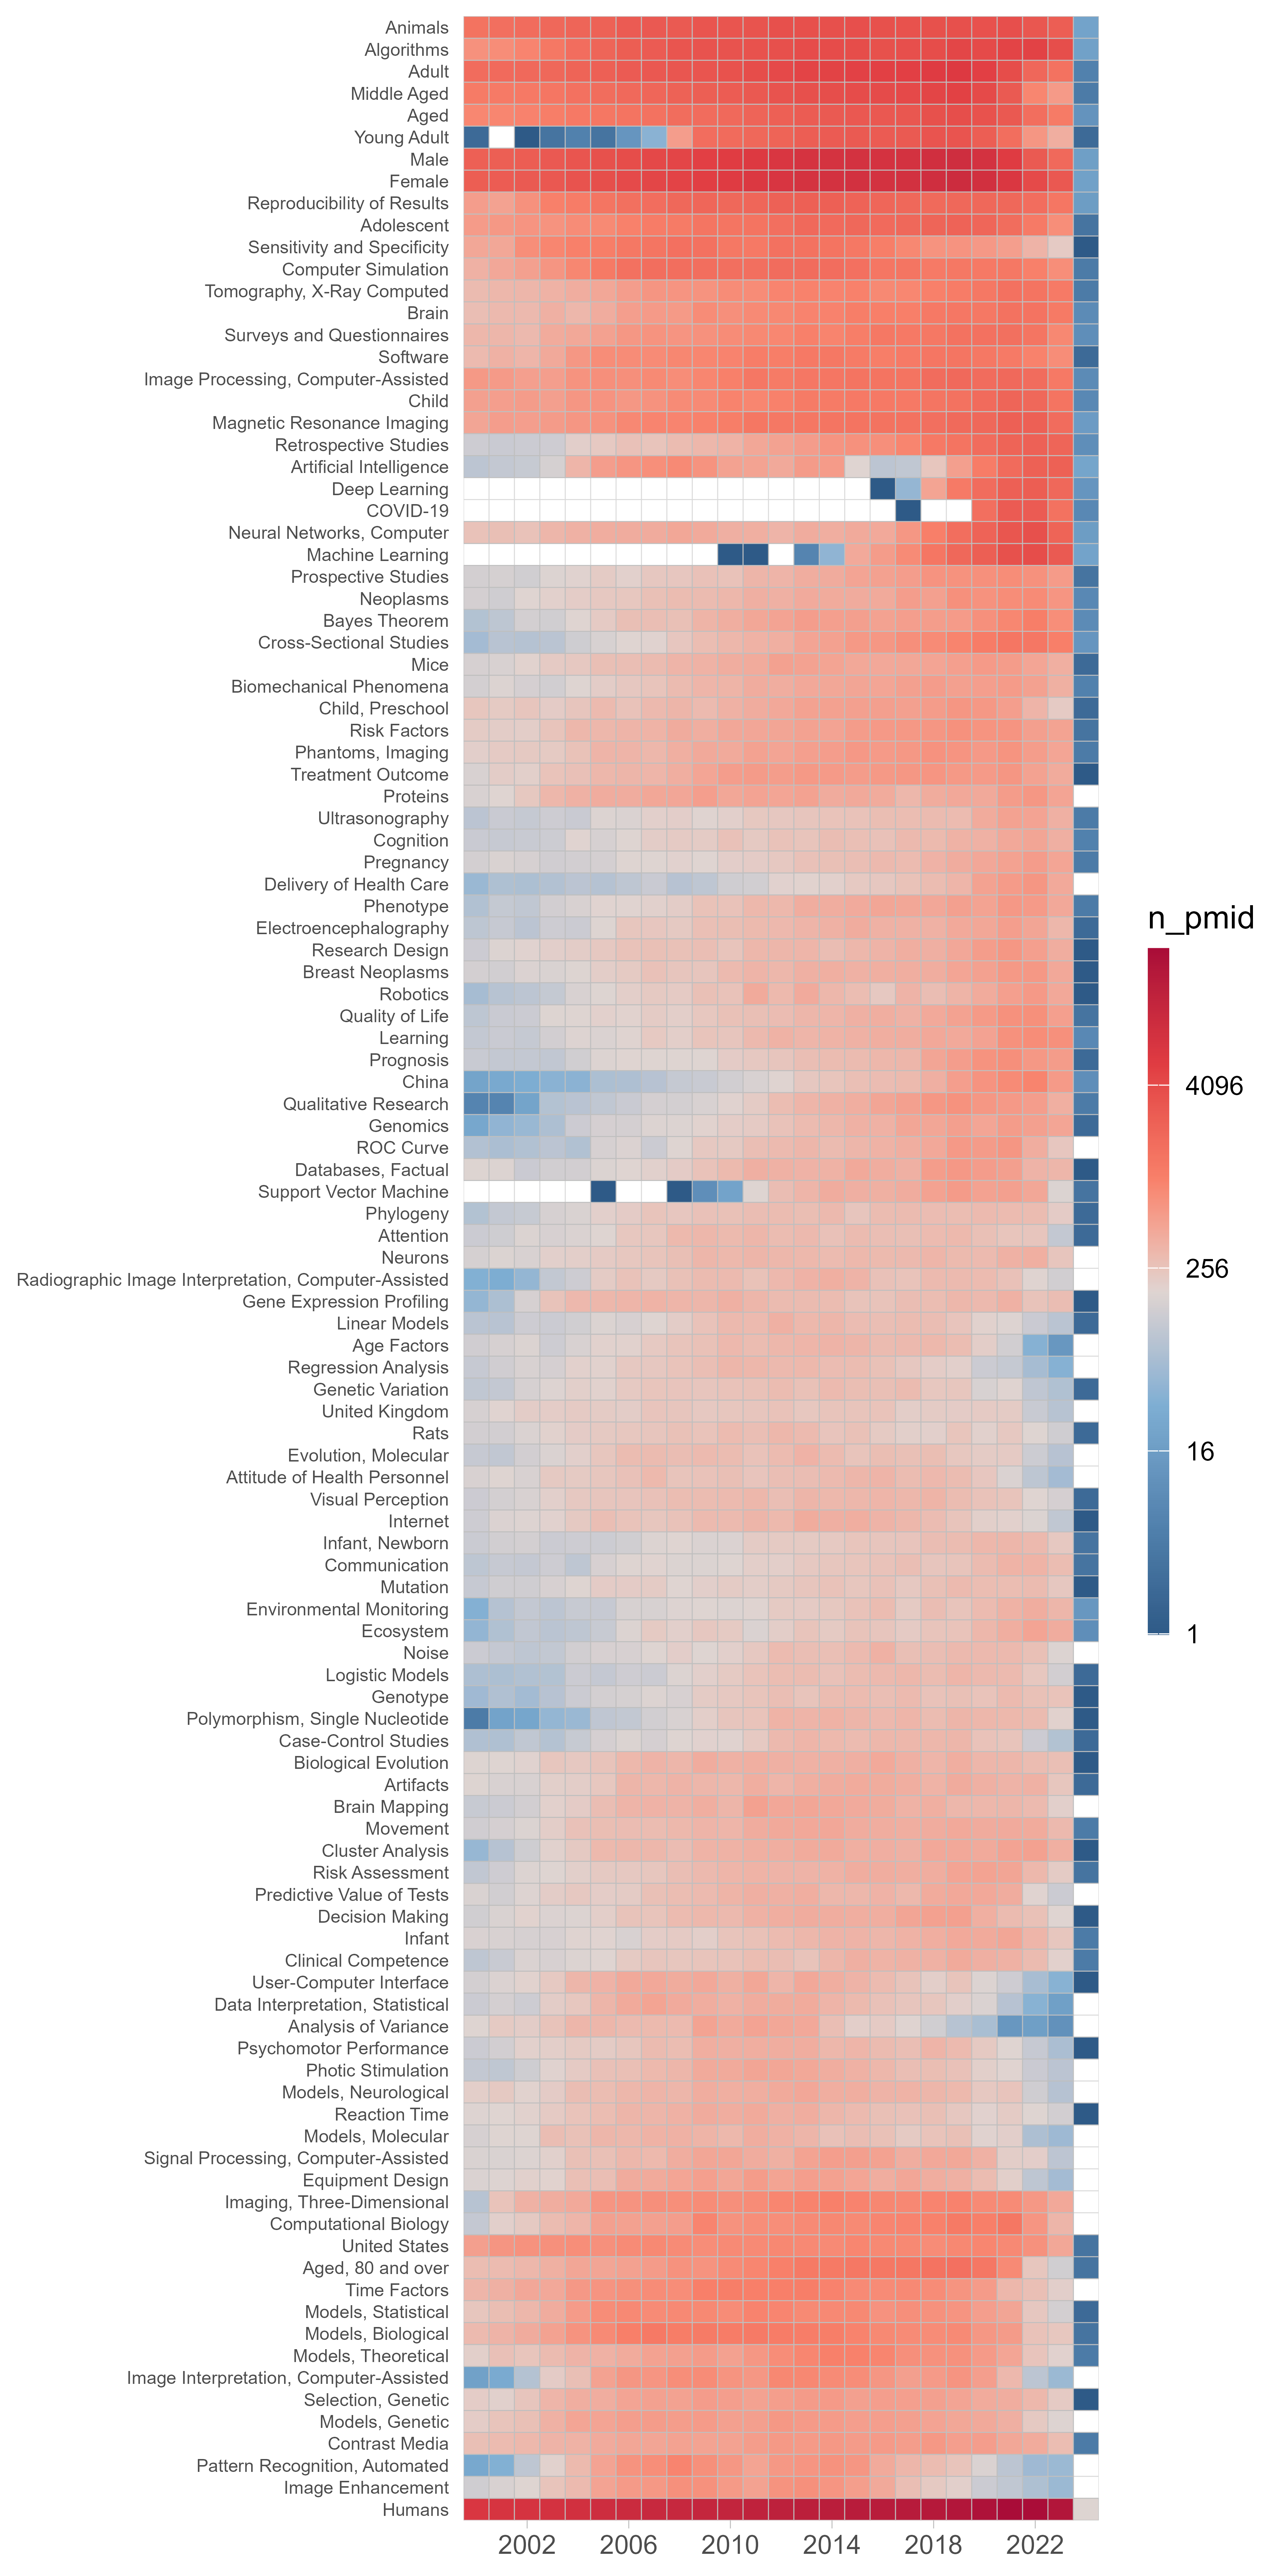 Animals
Algorithms
Adult
Middle Aged
Aged
Young Adult
Male
Female
Reproducibility of Results
Adolescent
Sensitivity and Specificity
Computer Simulation
Tomography, X-Ray Computed
Brain
Surveys and Questionnaires
Software
Image Processing, Computer-Assisted
Child
Magnetic Resonance Imaging
Retrospective Studies
Artificial Intelligence
Deep Learning
COVID-19
Neural Networks, Computer
Machine Learning
Prospective Studies
Neoplasms
Bayes Theorem
Cross-Sectional Studies
Mice
Biomechanical Phenomena
Child, Preschool
Risk Factors
Phantoms, Imaging
Treatment Outcome
Proteins
Ultrasonography
Cognition
Pregnancy
Delivery of Health Care
Phenotype
Electroencephalography
Research Design
Breast Neoplasms
Robotics
Quality of Life
Learning
Prognosis
China
Qualitative Research
Genomics
ROC Curve
Databases, Factual
Support Vector Machine
Phylogeny
Attention
Neurons
Radiographic Image Interpretation, Computer-Assisted
Gene Expression Profiling
Linear Models
Age Factors
Regression Analysis
Genetic Variation
United Kingdom
Rats
Evolution, Molecular
Attitude of Health Personnel
Visual Perception
Internet
Infant, Newborn
Communication
Mutation
Environmental Monitoring
Ecosystem
Noise
Logistic Models
Genotype
Polymorphism, Single Nucleotide
Case-Control Studies
Biological Evolution
Artifacts
Brain Mapping
Movement
Cluster Analysis
Risk Assessment
Predictive Value of Tests
Decision Making
Infant
Clinical Competence
User-Computer Interface
Data Interpretation, Statistical
Analysis of Variance
Psychomotor Performance
Photic Stimulation
Models, Neurological
Reaction Time
Models, Molecular
Signal Processing, Computer-Assisted
Equipment Design
Imaging, Three-Dimensional
Computational Biology
United States
Aged, 80 and over
Time Factors
Models, Statistical
Models, Biological
Models, Theoretical
Image Interpretation, Computer-Assisted
Selection, Genetic
Models, Genetic
Contrast Media
Pattern Recognition, Automated
Image Enhancement
Humans
2002 2006 2010 2014 2018 2022
n_pmid
4096
256
16
1